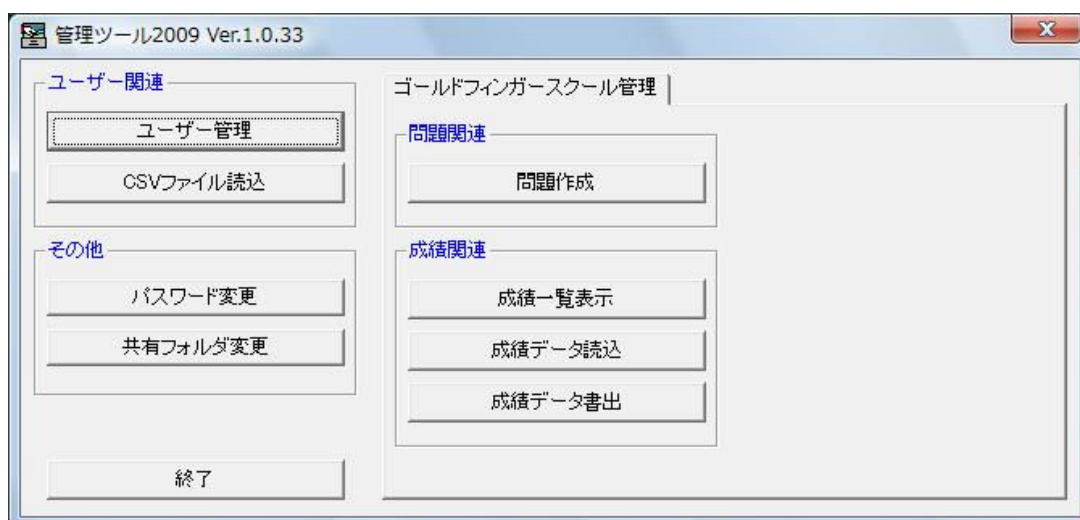 管理ツール2009 Ver.1.0.33
ユーザー関連
ユーザー管理
CSVファイル読込
その他
パスワード変更
共有フォルダ変更
終了
ゴールドフィンガースクール管理
問題関連
問題作成
成績関連
成績一覧表示
成績データ読込
成績データ書出